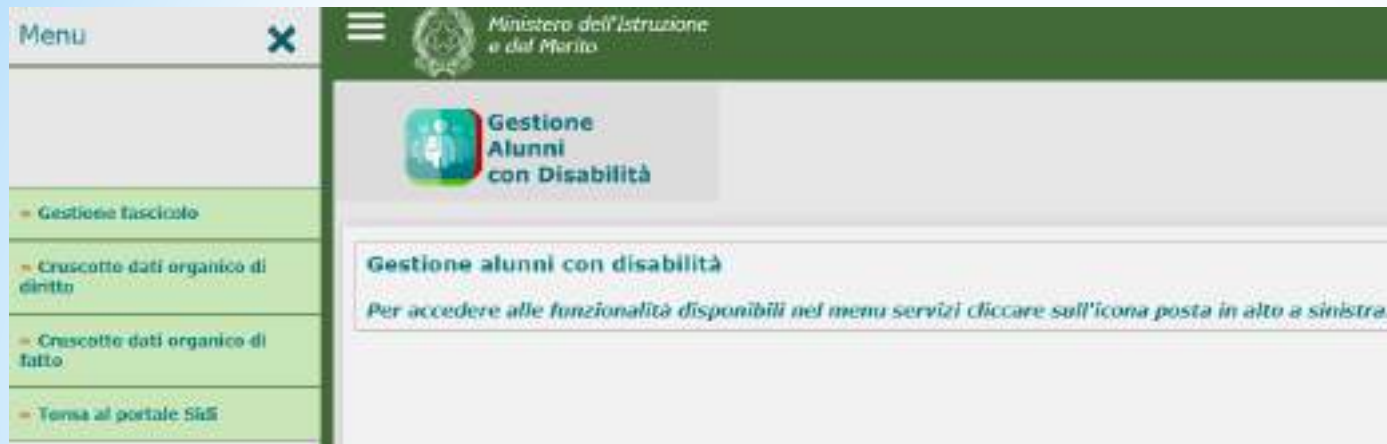 Menu
Ministero dell'Istruzione
e del Merito
Gestione
Alunni
con Disabilità
» Gestione fascicolo
» Cruscotto dati organico di
diritto
» Cruscotto dati organico di
fatto
» Torna al portale Sidi
Gestione alunni con disabilità
Per accedere alle funzionalità disponibili nel menu servizi cliccare sull'icona posta in alto a sinistra.